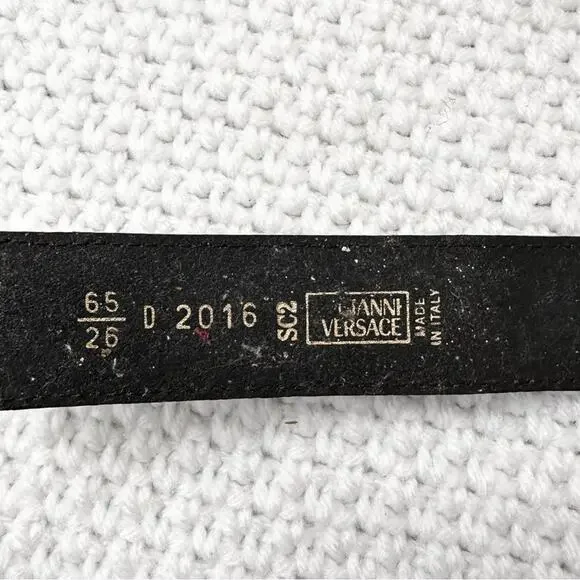 65
26"
D 2016
SC2
GIANNI
VERSACE
MADE
IN ITALY